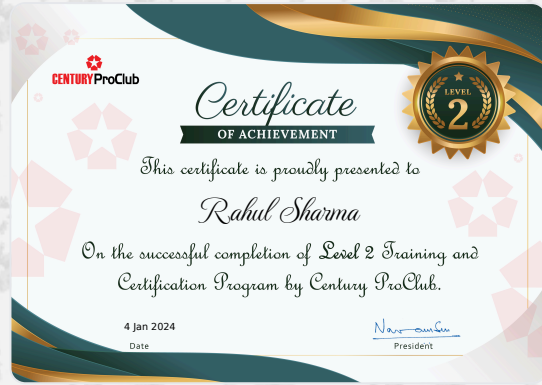 CENTURY ProClub
Certificate
OF ACHIEVEMENT
LEVEL
2
This certificate is proudly presented to
Rahul Sharma
On the successful completion of Level 2 Training and
Certification Program by Century ProClub.
4 Jan 2024
Date
President